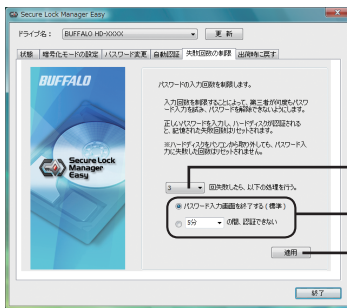 Secure Lock Manager Easy
ドライブ名： BUFFALO HD-XXXX 更 新
状態 暗号化モードの設定 パスワード変更 自動認証 失敗回数の制限 出荷時に戻す
BUFFALO
パスワードの入力回数を制限します。
入力回数を制限することによって、第三者が何度もパスワ
ード入力を試み、パスワードを解除できないようにします。
正しいパスワードを入力し、ハードディスクが認証される
と、記憶された失敗回数はリセットされます。
※ハードディスクをパソコンから取り外しても、パスワード入
力に失敗した回数はリセットされません。
Secure Lock
Manager
Easy
3 回失敗したら、以下の処理を行う。
パスワード入力画面を終了する（標準）
5分 の間、認証できない
適用
終了